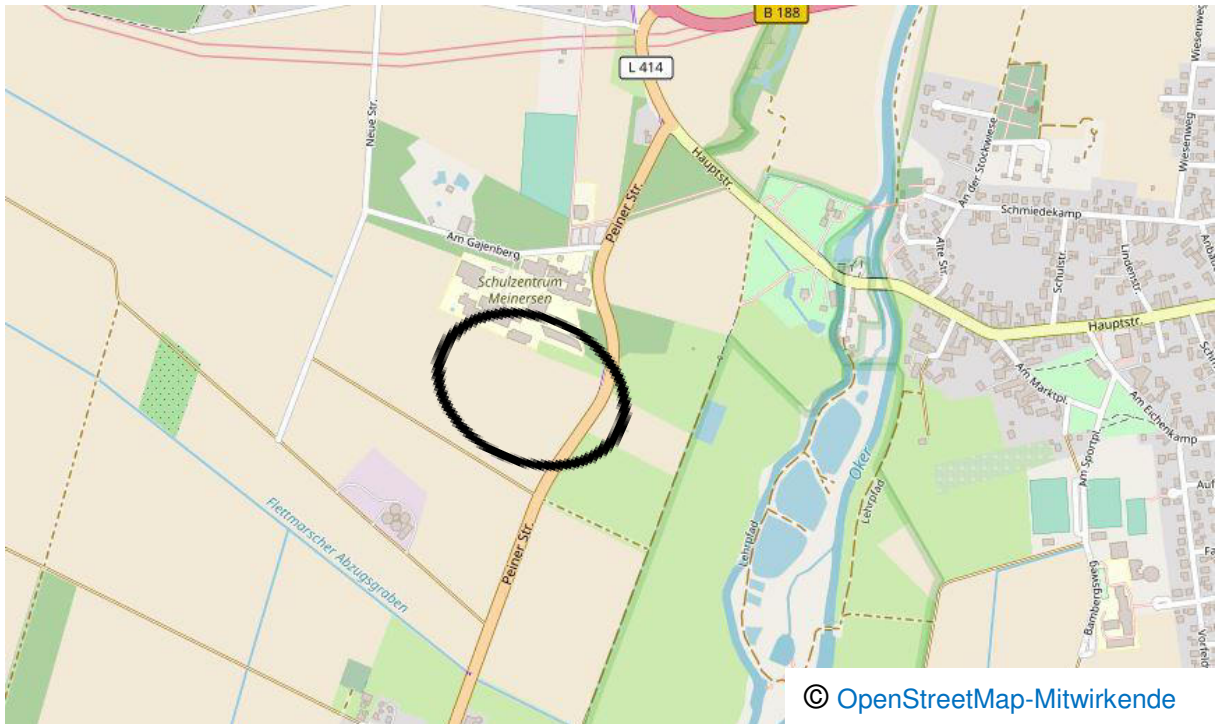 B 188
L 414
Neue Str.
Hauptstr.
Peiner Str.
Am Gajenberg
Schulzentrum
Meinersen
An der Stockwiese
Wiesenweg
Wiesenweg
Schmiedekamp
Alte Str.
Schulstr.
Lindenstr.
Hauptstr.
Am Marktpl.
Am Eichenkamp
Am Sportpl.
Oker
Lehrpfad
Lehrpfad
Flettmarscher Abzugsgraben
Peiner Str.
Bambergsweg
© OpenStreetMap-Mitwirkende